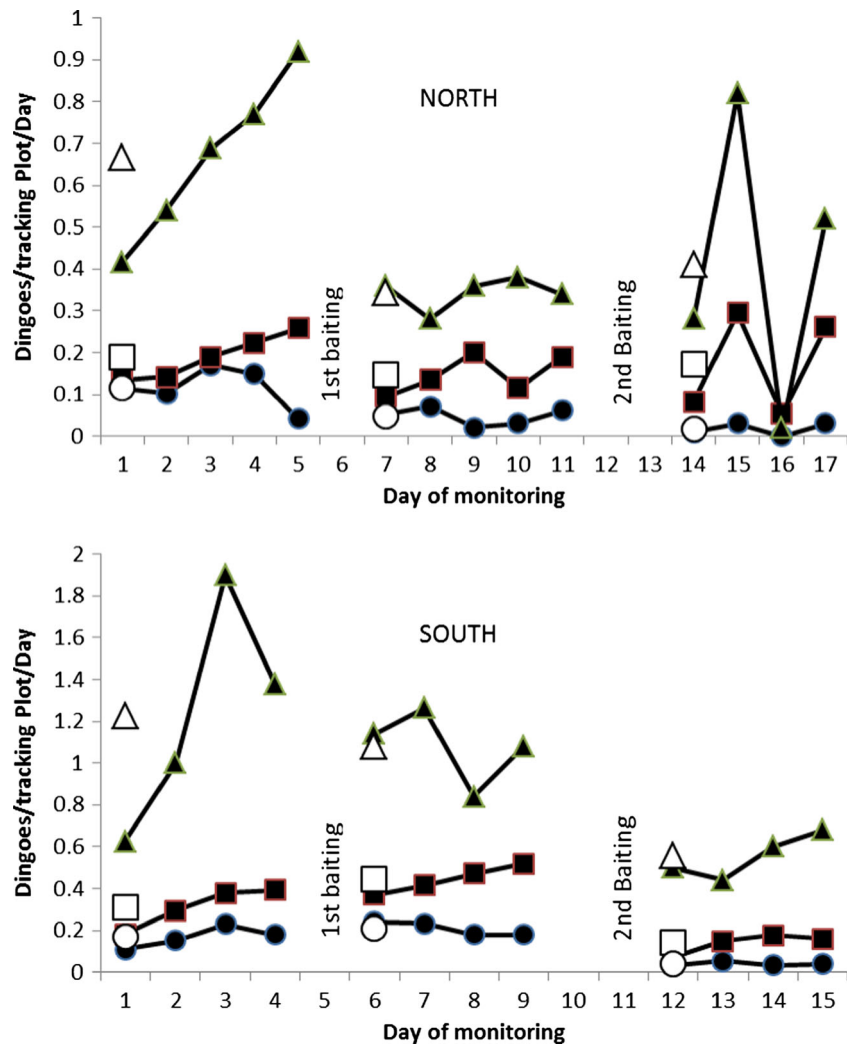 1
0.9
0.8
0.7
0.6
0.5
0.4
0.3
0.2
0.1
0
Dingoes/tracking Plot/Day
NORTH
1st baiting
2nd Baiting
1 2 3 4 5 6 7 8 9 10 11 12 13 14 15 16 17
Day of monitoring
2
1.8
1.6
1.4
1.2
1
0.8
0.6
0.4
0.2
0
Dingoes/tracking Plot/Day
SOUTH
1st baiting
2nd Baiting
1 2 3 4 5 6 7 8 9 10 11 12 13 14 15
Day of monitoring